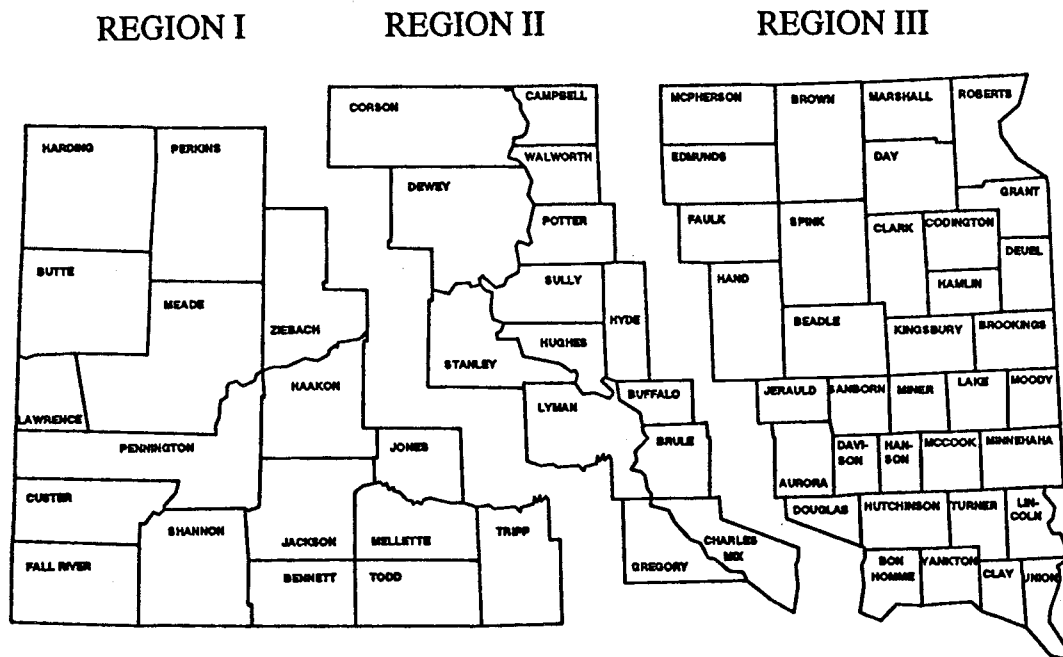 REGION I
REGION II
REGION III
HARDING
PERKINS
BUTTE
MEADE
ZIEBACH
HAAKON
LAWRENCE
PENNINGTON
JONES
CUSTER
SHANNON
JACKSON
MELLETTE
TRIPP
FALL RIVER
BENNETT
TODD
CORSON
CAMPBELL
WALWORTH
DEWEY
POTTER
SULLY
HYDE
HUGHES
STANLEY
LYMAN
BUFFALO
BRULE
GREGORY
CHARLES
MIX
MCPHERSON
BROWN
MARSHALL
ROBERTS
EDMUNDS
DAY
GRANT
FAULK
SPINK
CLARK
CODINGTON
DEUEL
HAND
HAMLIN
BEADLE
KINGSBURY
BROOKINGS
JERAULD
SANBORN
MINER
LAKE
MOODY
DAVI-
SON
HAN-
SON
MCCOOK
MINNEHAHA
AURORA
DOUGLAS
HUTCHINSON
TURNER
LIN-
COLN
BON
HOMME
YANKTON
CLAY
UNION